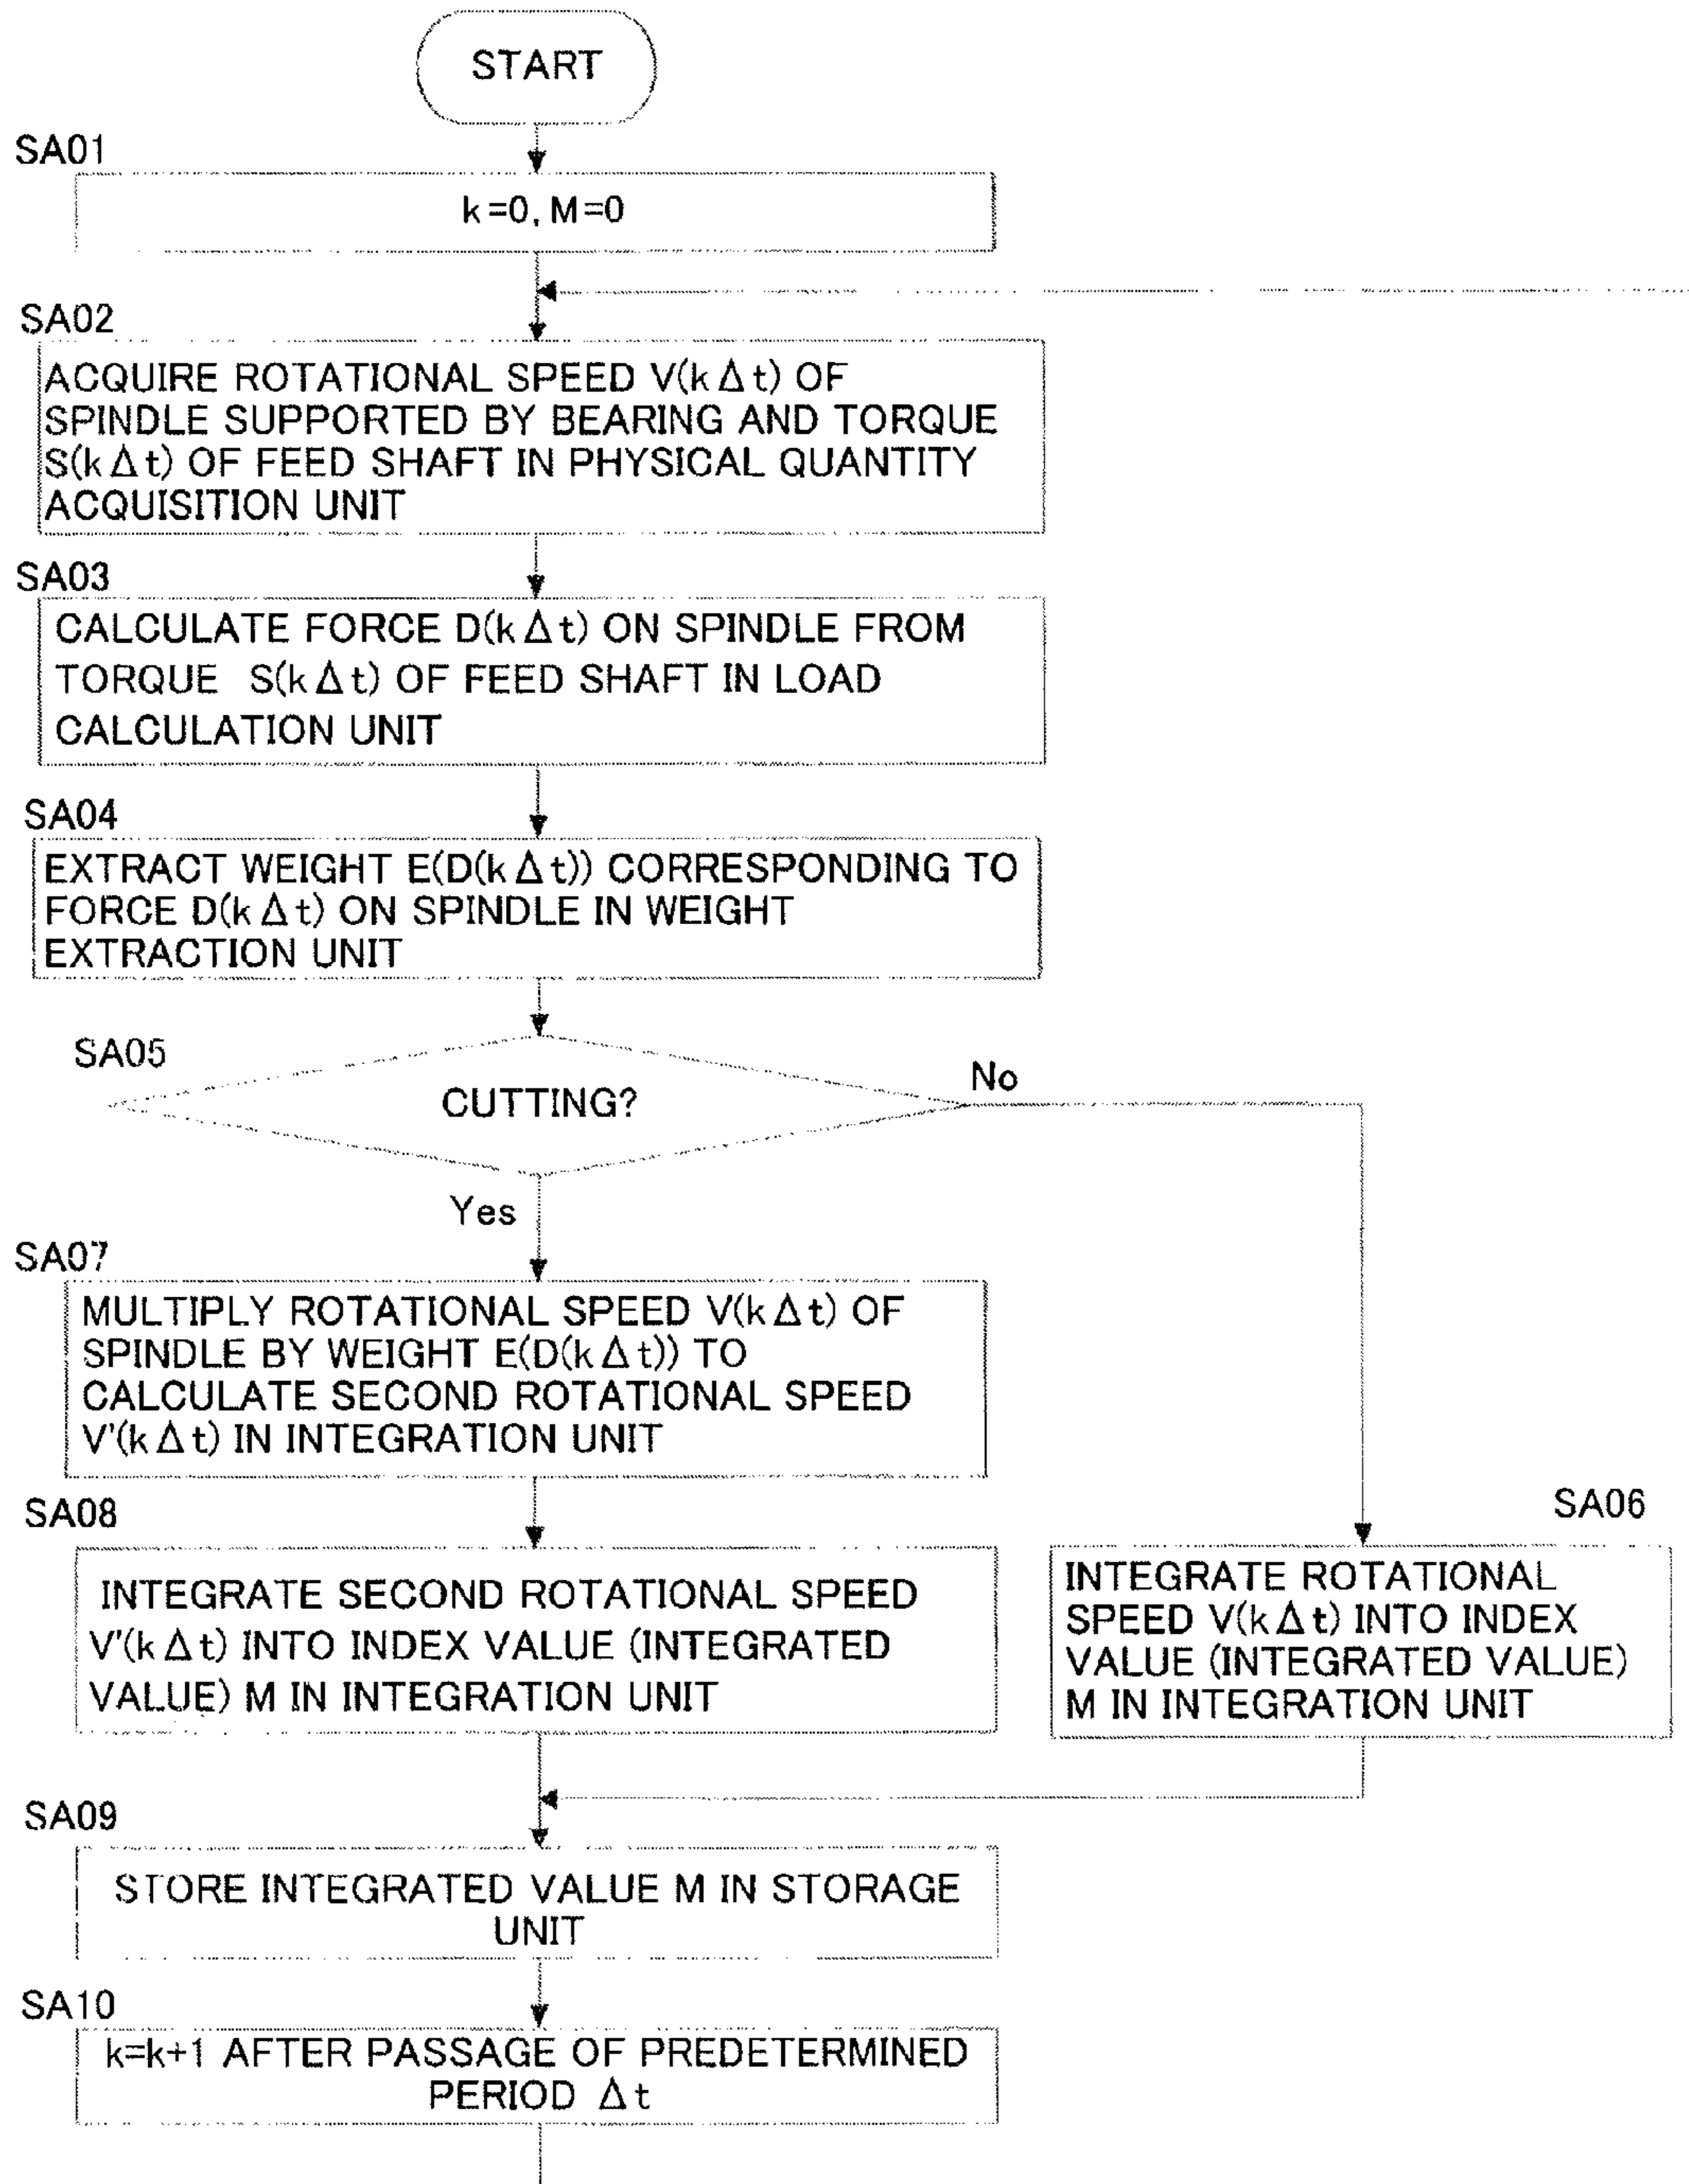 START
SA01
k=0, M=0
SA02
ACQUIRE ROTATIONAL SPEED V(kΔt) OF
SPINDLE SUPPORTED BY BEARING AND TORQUE
S(kΔt) OF FEED SHAFT IN PHYSICAL QUANTITY
ACQUISITION UNIT
SA03
CALCULATE FORCE D(kΔt) ON SPINDLE FROM
TORQUE S(kΔt) OF FEED SHAFT IN LOAD
CALCULATION UNIT
SA04
EXTRACT WEIGHT E(D(kΔt)) CORRESPONDING TO
FORCE D(kΔt) ON SPINDLE IN WEIGHT
EXTRACTION UNIT
SA05
CUTTING?
No
Yes
SA07
MULTIPLY ROTATIONAL SPEED V(kΔt) OF
SPINDLE BY WEIGHT E(D(kΔt)) TO
CALCULATE SECOND ROTATIONAL SPEED
V'(kΔt) IN INTEGRATION UNIT
SA08
INTEGRATE SECOND ROTATIONAL SPEED
V'(kΔt) INTO INDEX VALUE (INTEGRATED
VALUE) M IN INTEGRATION UNIT
SA06
INTEGRATE ROTATIONAL
SPEED V(kΔt) INTO INDEX
VALUE (INTEGRATED VALUE)
M IN INTEGRATION UNIT
SA09
STORE INTEGRATED VALUE M IN STORAGE
UNIT
SA10
k=k+1 AFTER PASSAGE OF PREDETERMINED
PERIOD Δt